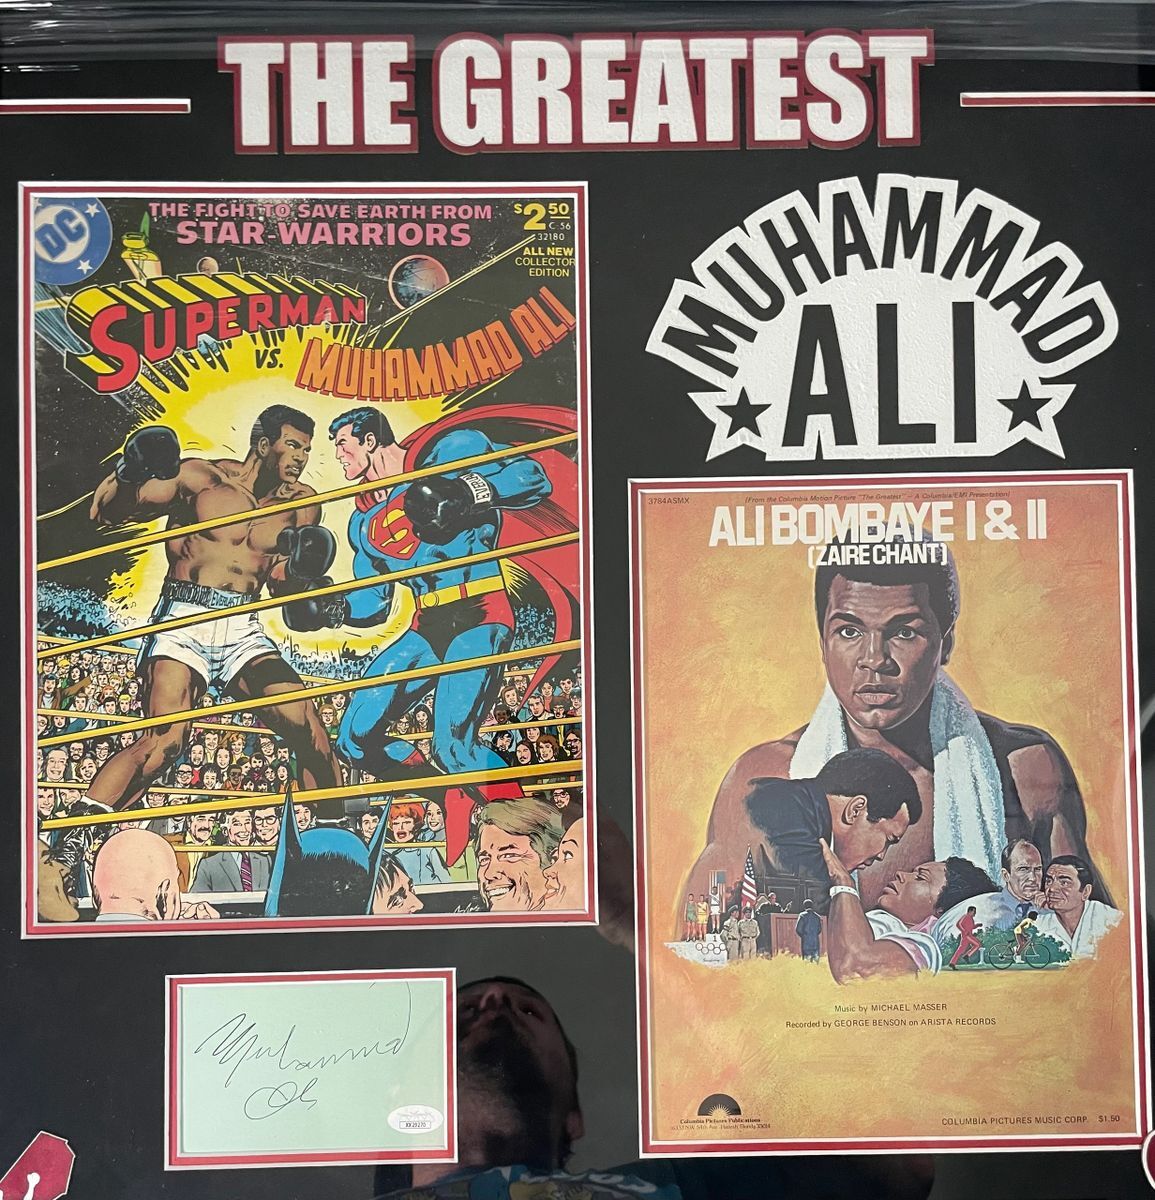 THE GREATEST
DC
THE FIGHT TO SAVE EARTH FROM
STAR-WARRIORS
$2.50
C-56
32180
ALL NEW
COLLECTOR
EDITION
SUPERMAN
VS.
MUHAMMAD ALI
MUHAMMAD
ALI
3784ASMX
(From the Columbia Motion Picture "The Greatest" - A Columbia/EMI Presentation)
ALI BOMBAYE I & II
(ZAIRE CHANT)
Music by MICHAEL MASSER
Recorded by GEORGE BENSON on ARISTA RECORDS
Columbia Pictures Publications
COLUMBIA PICTURES MUSIC CORP. $1.50
Muhammad
Ali